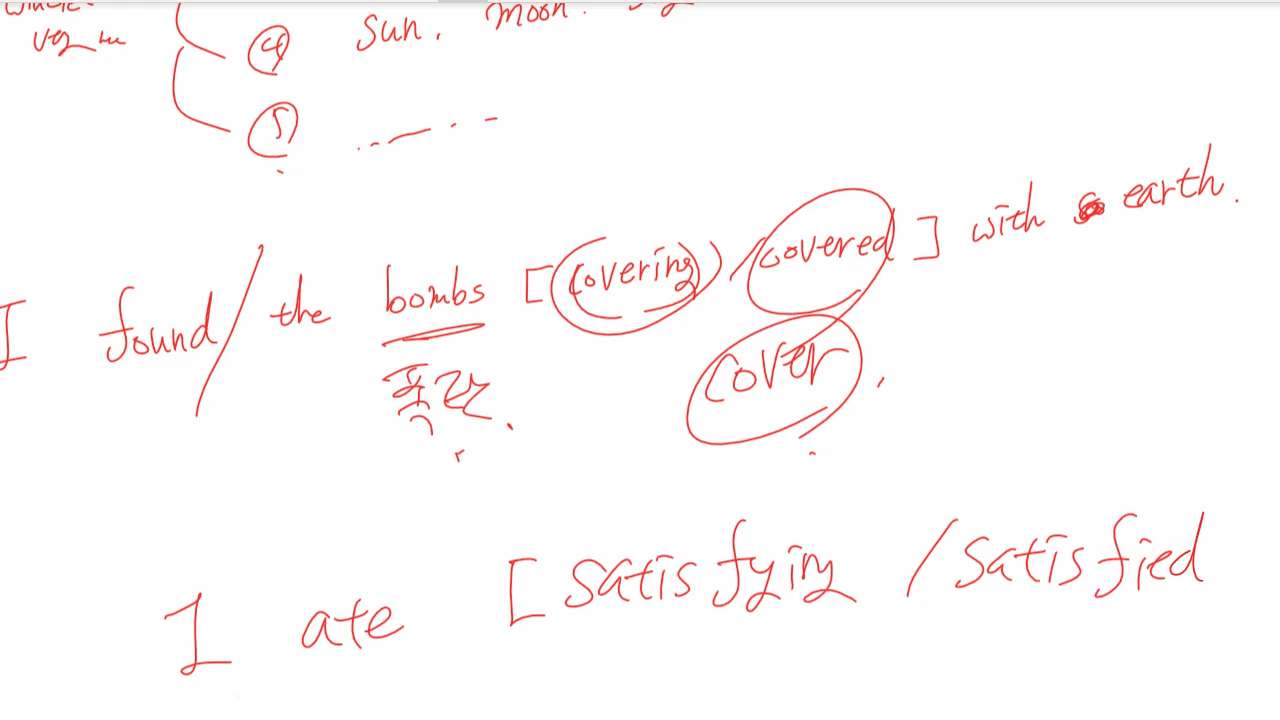 ④ sun. moon.
⑤ ..—..-
I found / the bombs [(covering) / covered] with earth.
폭탄. cover,
I ate [satisfying / satisfied